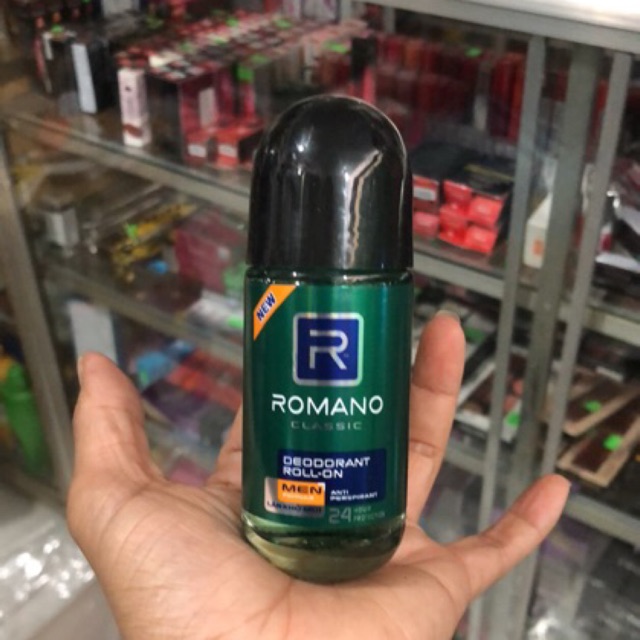 NEW
R
ROMANO
CLASSIC
DEODORANT
ROLL-ON
MEN
ANTI
PERSPIRANT
24